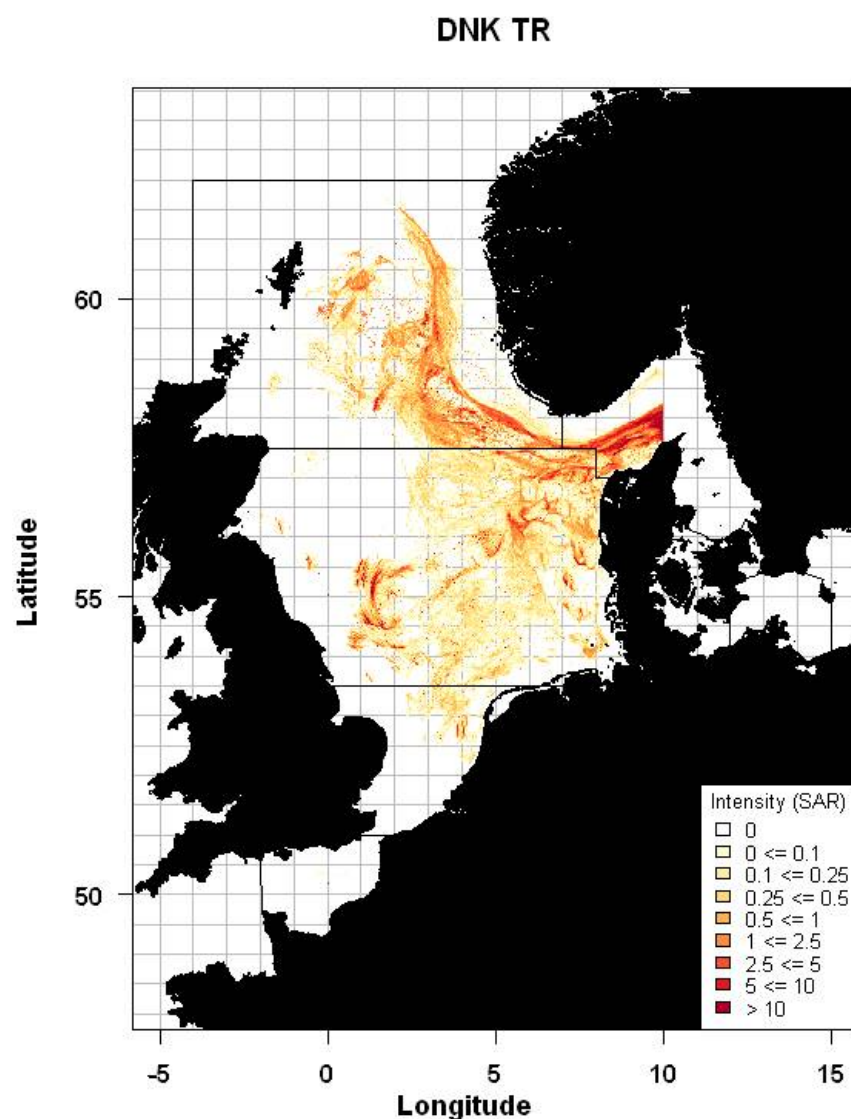 DNK TR
Latitude
60
55
50
Intensity (SAR)
0
0 <= 0.1
0.1 <= 0.25
0.25 <= 0.5
0.5 <= 1
1 <= 2.5
2.5 <= 5
5 <= 10
> 10
-5 0 5 10 15
Longitude